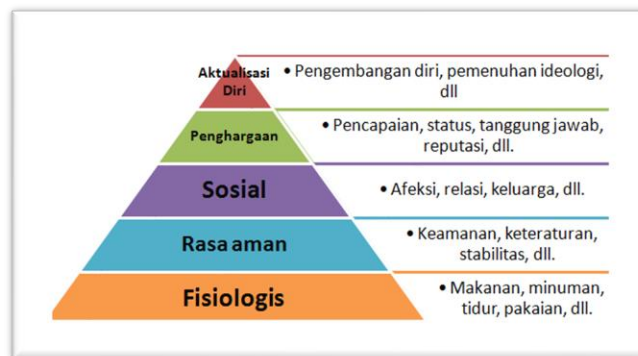 Aktualisasi
Diri
• Pengembangan diri, pemenuhan ideologi,
dll
Penghargaan
• Pencapaian, status, tanggung jawab,
reputasi, dll.
Sosial
• Afeksi, relasi, keluarga, dll.
Rasa aman
• Keamanan, keteraturan,
stabilitas, dll.
Fisiologis
• Makanan, minuman,
tidur, pakaian, dll.